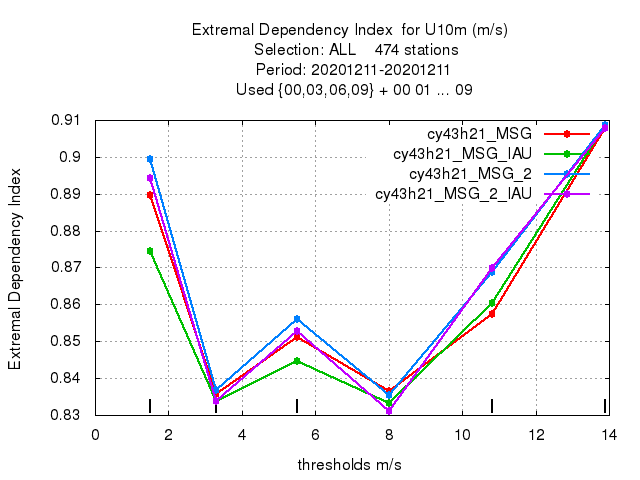 Extremal Dependency Index  for U10m (m/s)
Selection: ALL    474 stations
Period: 20201211-20201211
Used {00,03,06,09} + 00 01 ... 09
Extremal Dependency Index
0.91
0.9
0.89
0.88
0.87
0.86
0.85
0.84
0.83
cy43h21_MSG
cy43h21_MSG_IAU
cy43h21_MSG_2
cy43h21_MSG_2_IAU
0 2 4 6 8 10 12 14
thresholds m/s